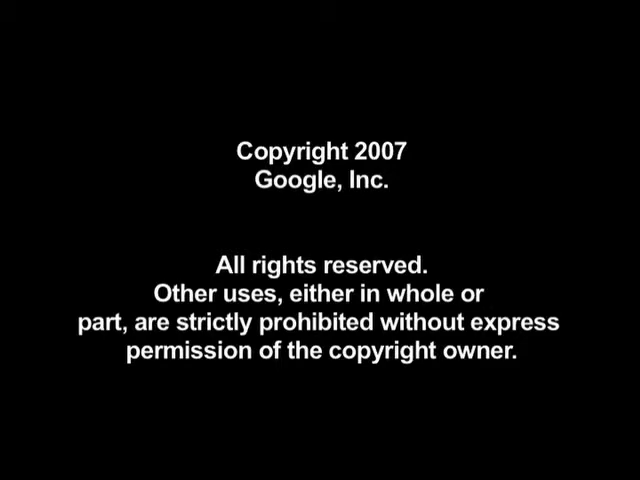 Copyright 2007
Google, Inc.
All rights reserved.
Other uses, either in whole or
part, are strictly prohibited without express
permission of the copyright owner.